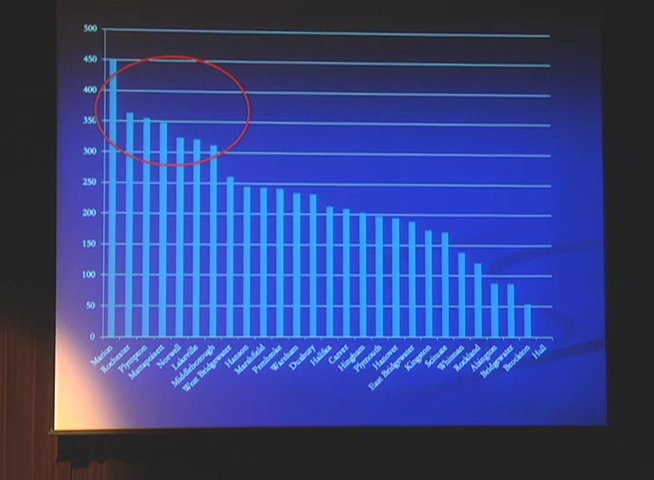 500
450
400
350
300
250
200
150
100
50
0
Marion
Rochester
Plympton
Mattapoisett
Norwell
Lakeville
Middleborough
West Bridgewater
Hanson
Marshfield
Pembroke
Wareham
Duxbury
Halifax
Carver
Hingham
Plymouth
Hanover
East Bridgewater
Kingston
Scituate
Whitman
Rockland
Abington
Bridgewater
Brockton
Hull